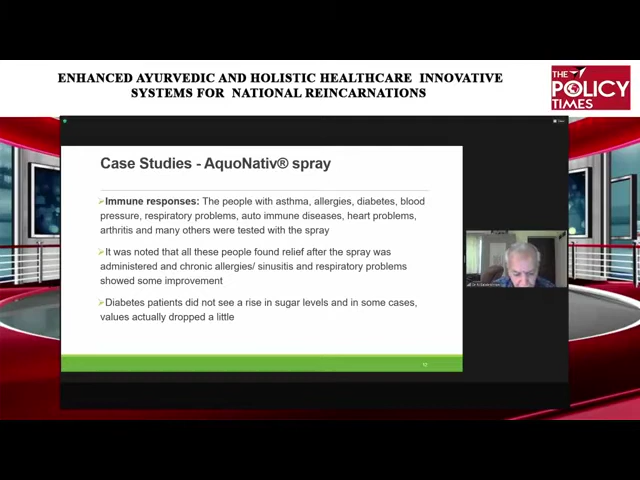 ENHANCED AYURVEDIC AND HOLISTIC HEALTHCARE INNOVATIVE
SYSTEMS FOR NATIONAL REINCARNATIONS
THE
POLICY
TIMES
Case Studies - AquoNativ® spray
➢Immune responses: The people with asthma, allergies, diabetes, blood
pressure, respiratory problems, auto immune diseases, heart problems,
arthritis and many others were tested with the spray
➢It was noted that all these people found relief after the spray was
administered and chronic allergies/ sinusitis and respiratory problems
showed some improvement
➢Diabetes patients did not see a rise in sugar levels and in some cases,
values actually dropped a little
12